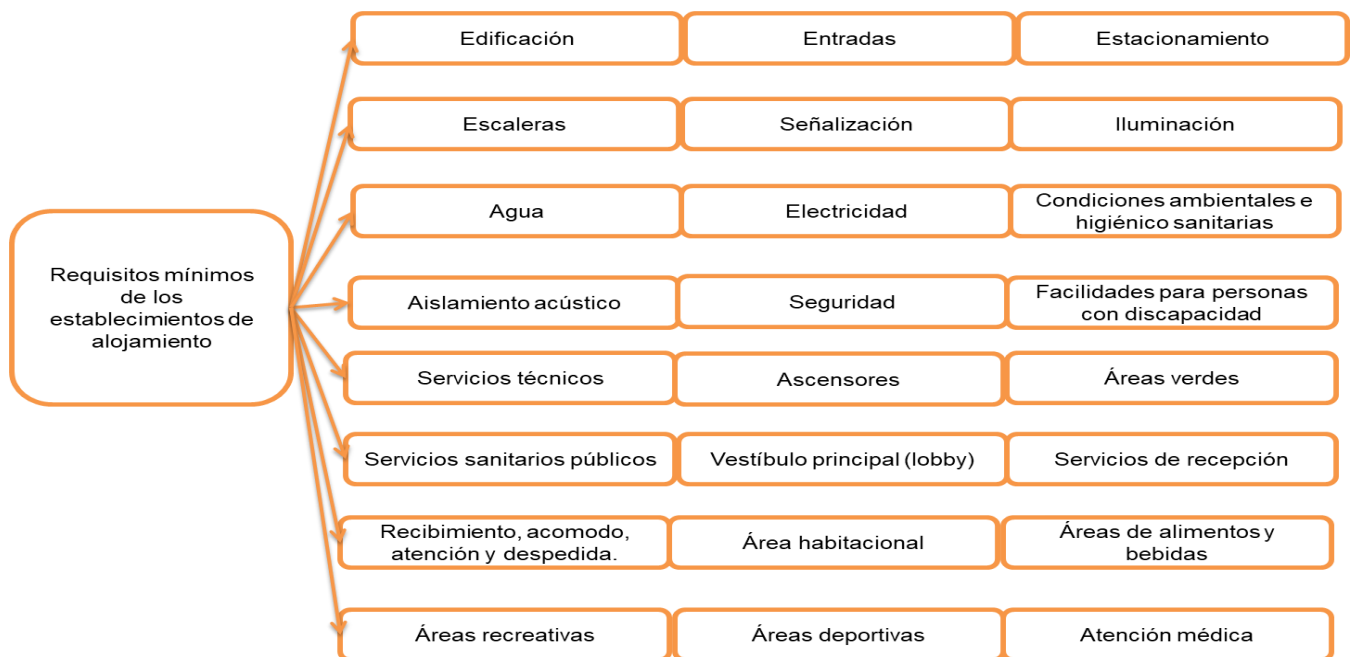 Requisitos mínimos
de los
establecimientos de
alojamiento
Edificación
Entradas
Estacionamiento
Escaleras
Señalización
Iluminación
Agua
Electricidad
Condiciones ambientales e
higiénico sanitarias
Aislamiento acústico
Seguridad
Facilidades para personas
con discapacidad
Servicios técnicos
Ascensores
Áreas verdes
Servicios sanitarios públicos
Vestíbulo principal (lobby)
Servicios de recepción
Recibimiento, acomodo,
atención y despedida.
Área habitacional
Áreas de alimentos y
bebidas
Áreas recreativas
Áreas deportivas
Atención médica